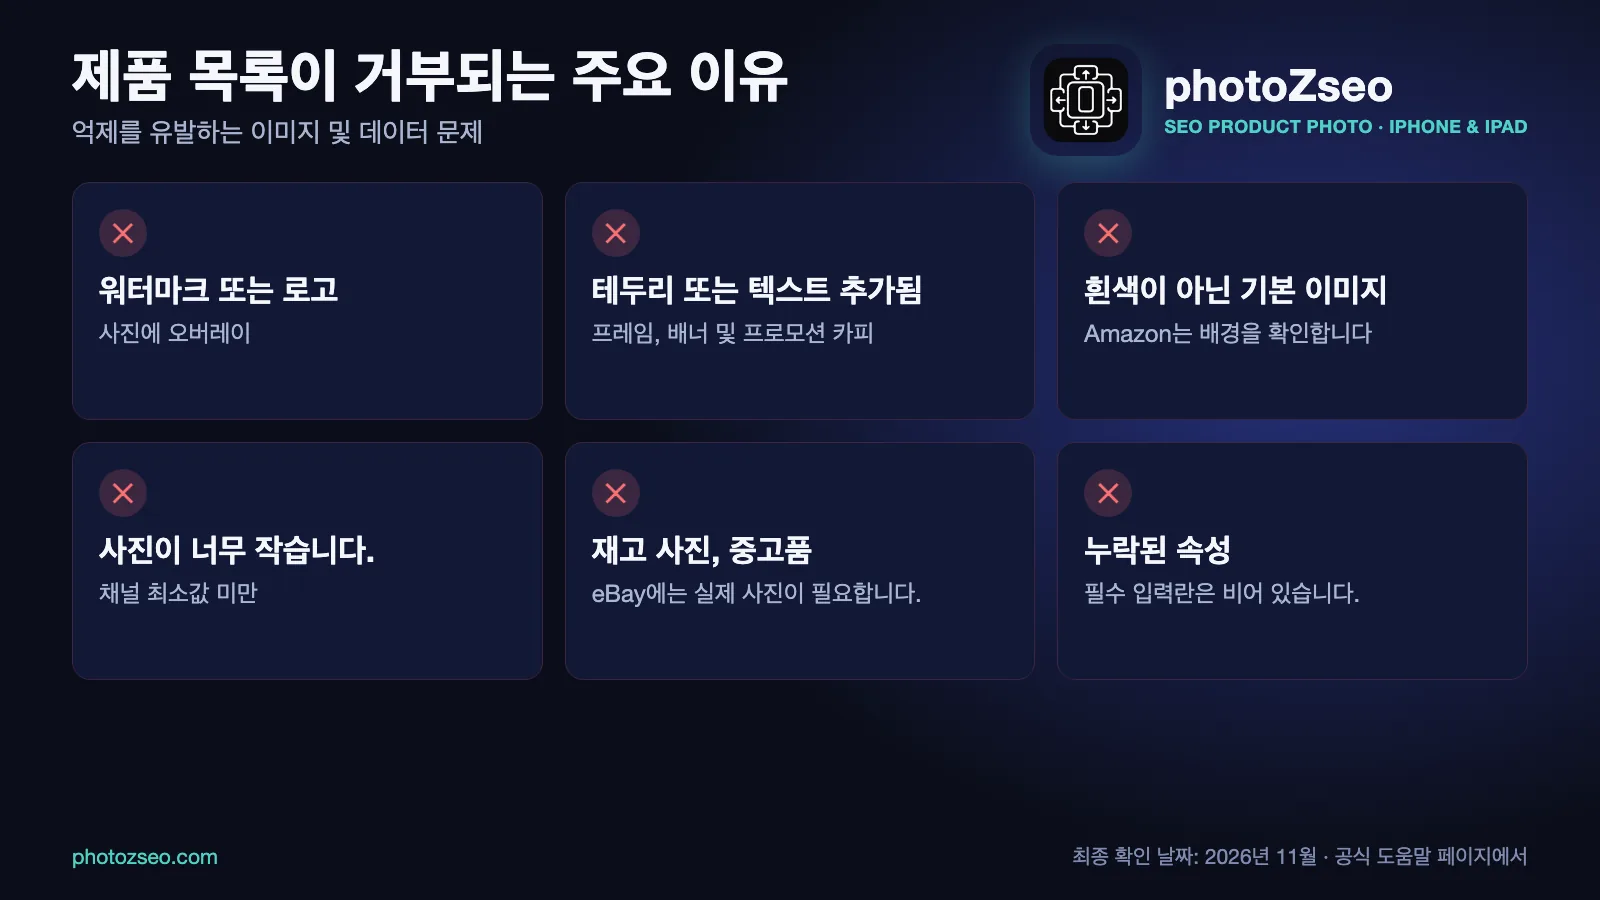 제품 목록이 거부되는 주요 이유
억제를 유발하는 이미지 및 데이터 문제
photoZseo
SEO PRODUCT PHOTO · IPHONE & IPAD
워터마크 또는 로고
사진에 오버레이
테두리 또는 텍스트 추가됨
프레임, 배너 및 프로모션 카피
흰색이 아닌 기본 이미지
Amazon는 배경을 확인합니다
사진이 너무 작습니다.
채널 최소값 미만
재고 사진, 중고품
eBay에는 실제 사진이 필요합니다.
누락된 속성
필수 입력란은 비어 있습니다.
photozseo.com
최종 확인 날짜: 2026년 11월 · 공식 도움말 페이지에서